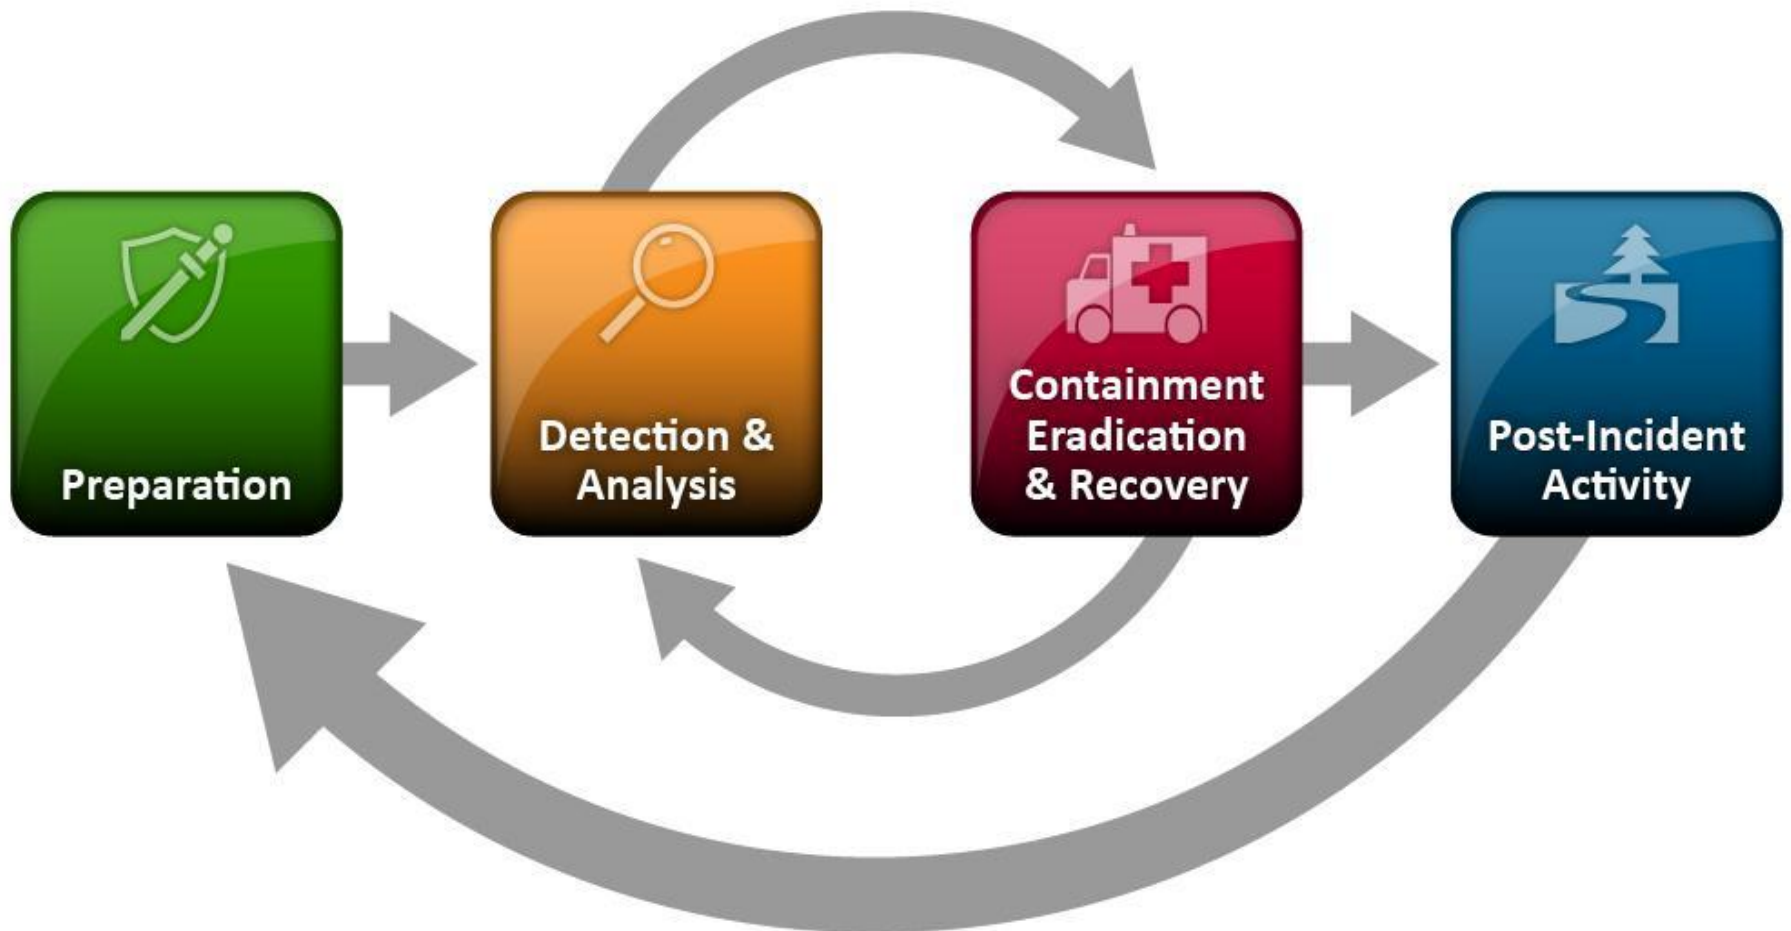 Preparation
Detection &
Analysis
Containment
Eradication
& Recovery
Post-Incident
Activity